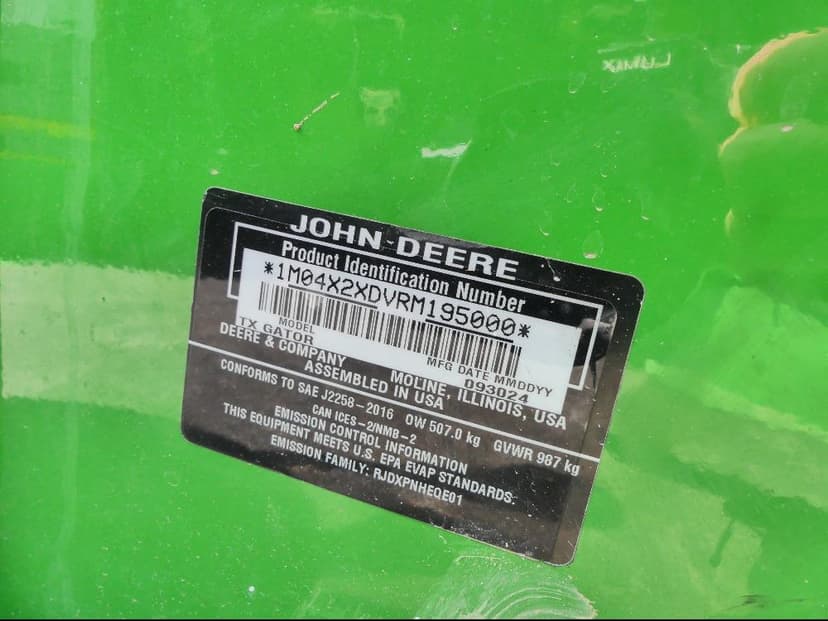 JOHN DEERE
Product Identification Number
*1M04X2XDVRM195000*
MODEL
TX GATOR
MFG DATE MMDDYY
093024
DEERE & COMPANY MOLINE, ILLINOIS, USA
ASSEMBLED IN USA
CONFORMS TO SAE J2258-2016 OW 507.0 kg GVWR 987 kg
CAN ICES-2/NMB-2
EMISSION CONTROL INFORMATION
THIS EQUIPMENT MEETS U.S. EPA EVAP STANDARDS.
EMISSION FAMILY: RJDXPNHEQE01